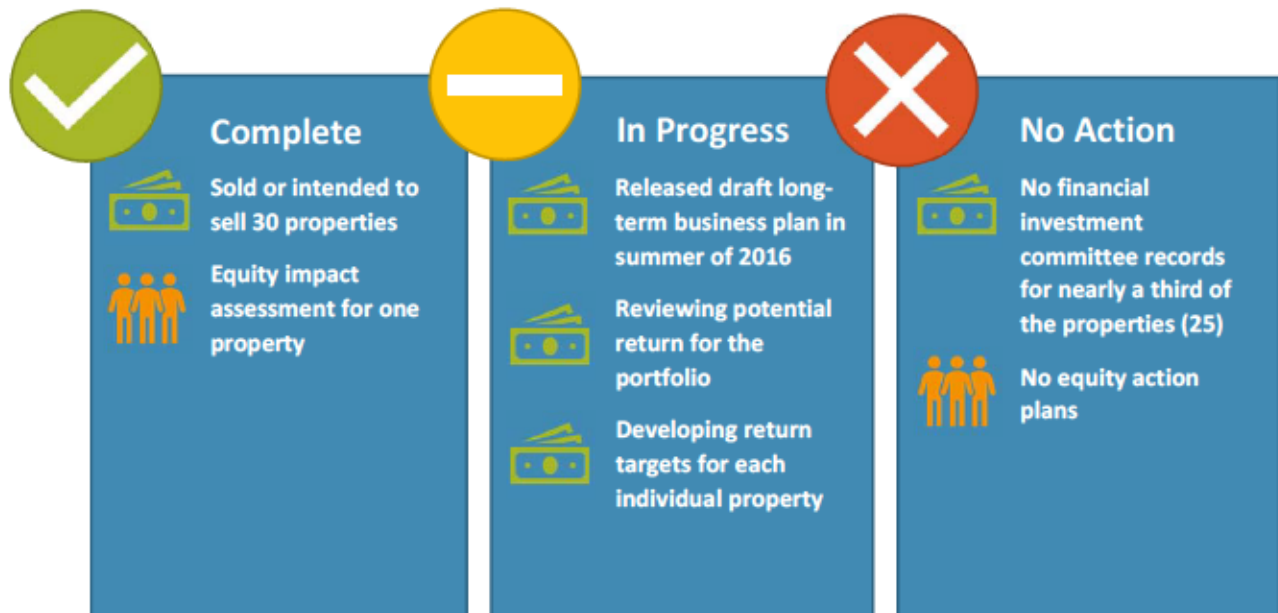 Complete
Sold or intended to
sell 30 properties
Equity impact
assessment for one
property
In Progress
Released draft long-
term business plan in
summer of 2016
Reviewing potential
return for the
portfolio
Developing return
targets for each
individual property
No Action
No financial
investment
committee records
for nearly a third of
the properties (25)
No equity action
plans